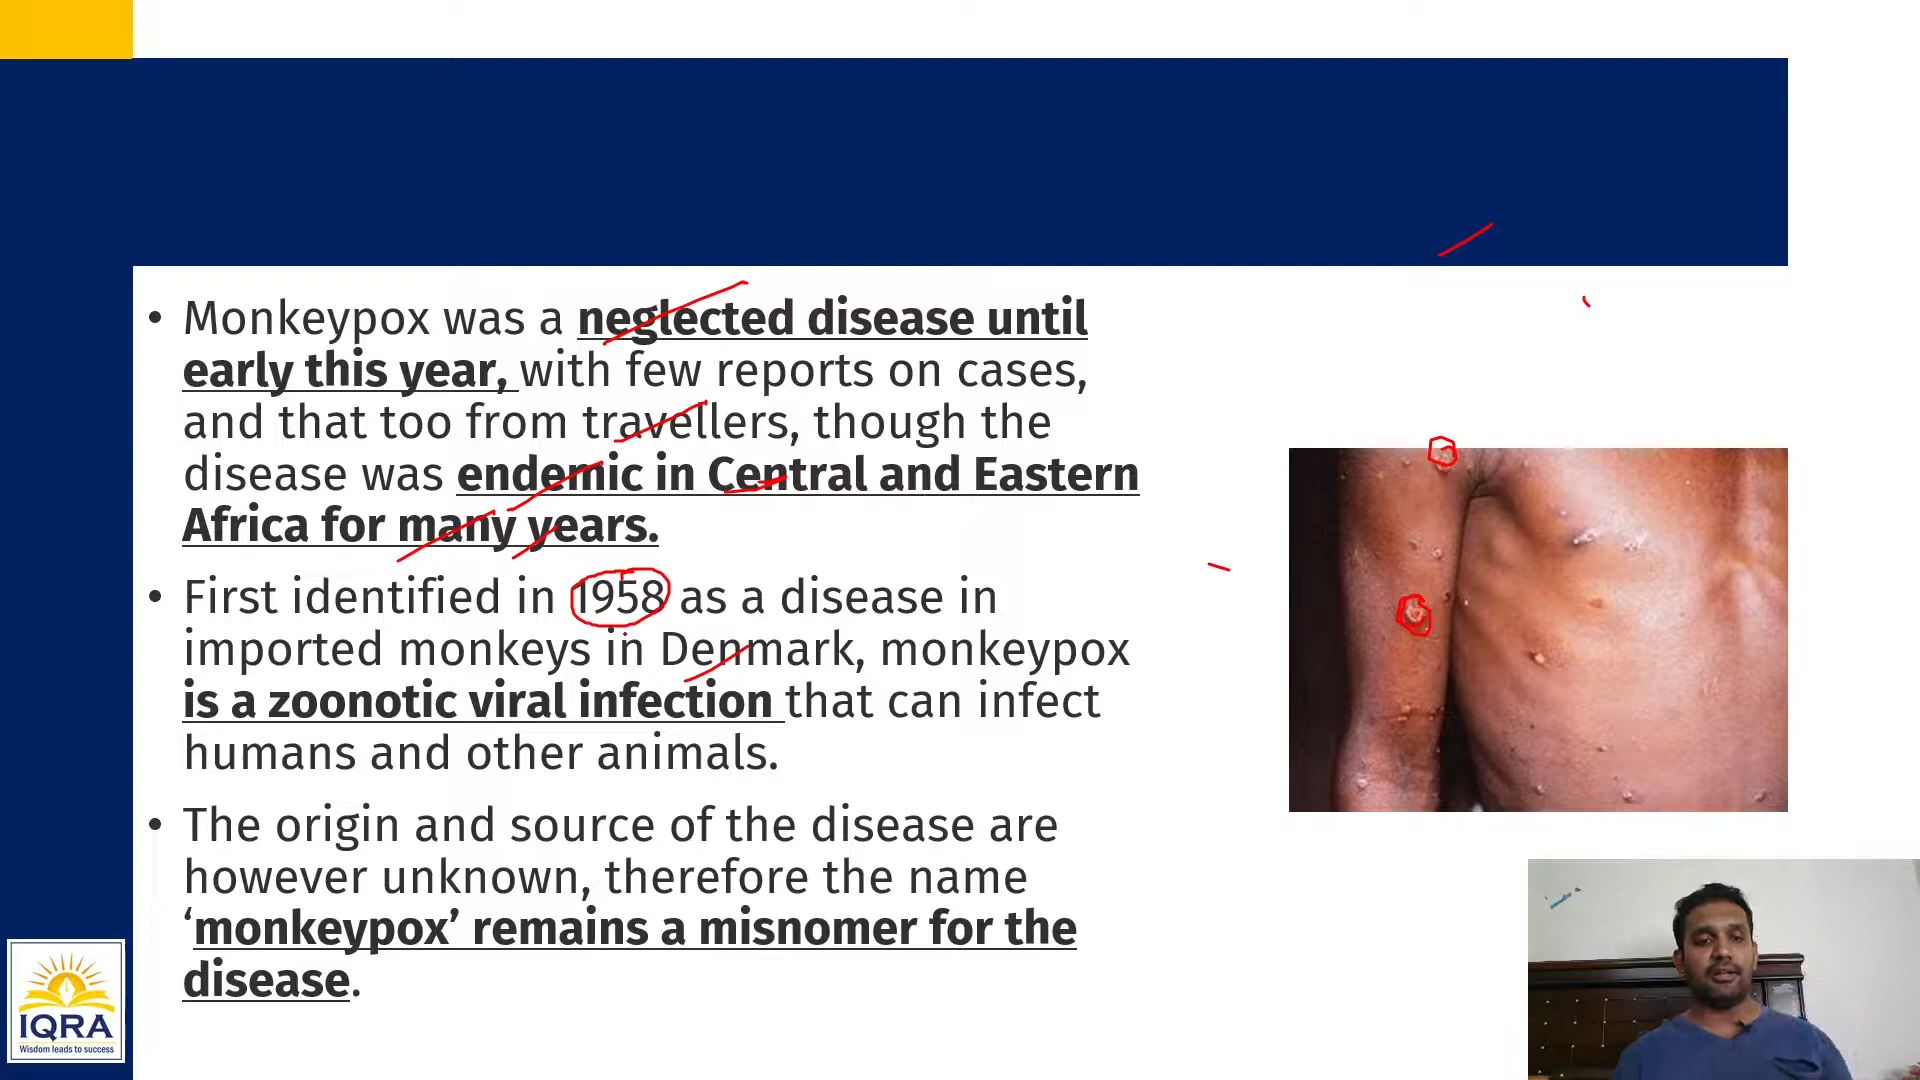 • Monkeypox was a neglected disease until
early this year, with few reports on cases,
and that too from travellers, though the
disease was endemic in Central and Eastern
Africa for many years.
• First identified in 1958 as a disease in
imported monkeys in Denmark, monkeypox
is a zoonotic viral infection that can infect
humans and other animals.
• The origin and source of the disease are
however unknown, therefore the name
‘monkeypox’ remains a misnomer for the
disease.
IQRA
Wisdom leads to success